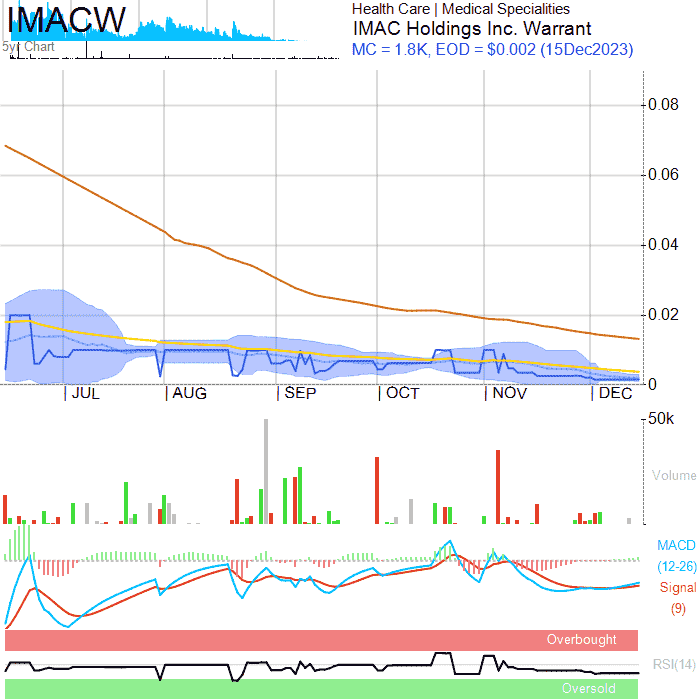 IMACW
5yr Chart
Health Care | Medical Specialities
IMAC Holdings Inc. Warrant
MC = 1.8K, EOD = $0.002 (15Dec2023)
0.08
0.06
0.04
0.02
0
JUL AUG SEP OCT NOV DEC
50k
Volume
MACD
(12-26)
Signal
(9)
Overbought
RSI(14)
Oversold